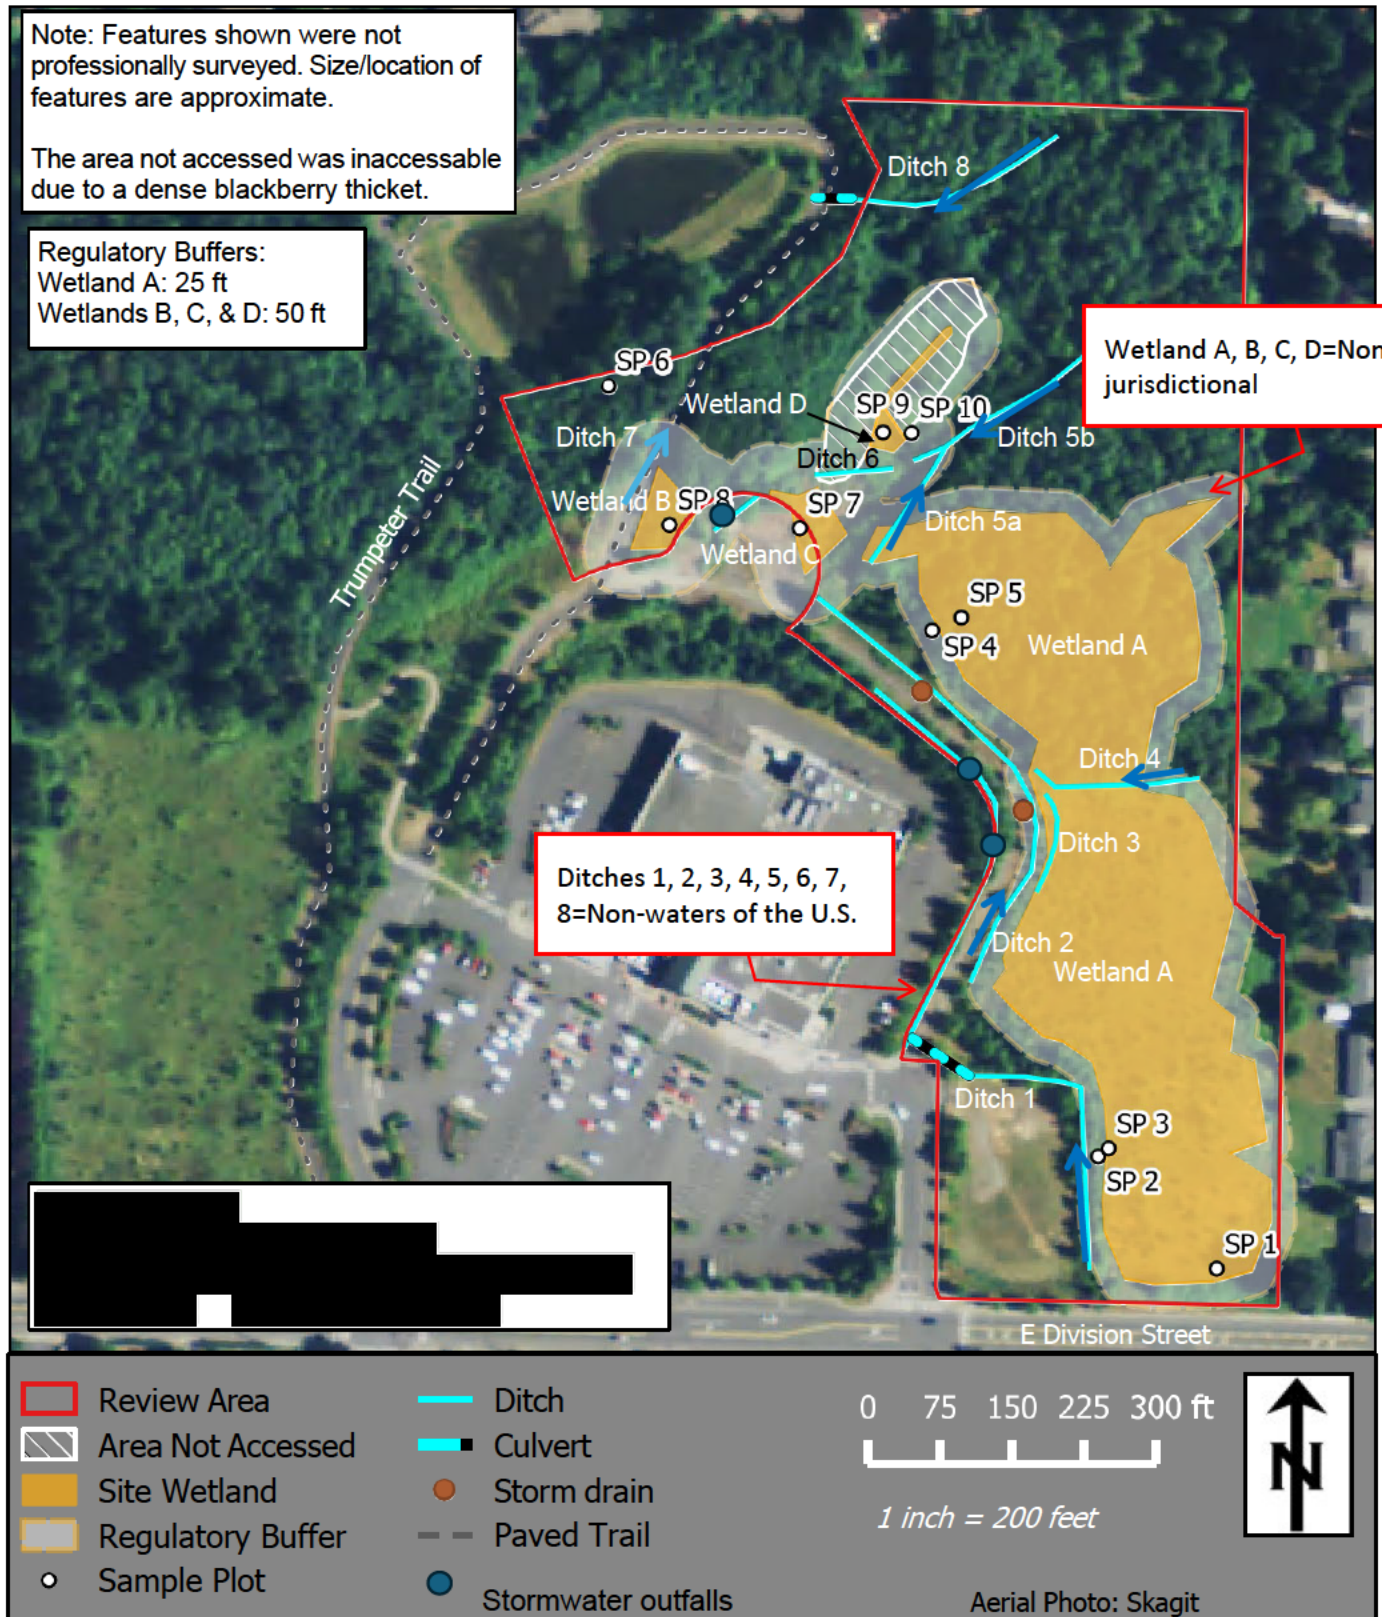 Note: Features shown were not
professionally surveyed. Size/location of
features are approximate.
The area not accessed was inaccessable
due to a dense blackberry thicket.
Regulatory Buffers:
Wetland A: 25 ft
Wetlands B, C, & D: 50 ft
Ditch 8
Wetland A, B, C, D=Non
jurisdictional
SP 6
Wetland D
SP 9
SP 10
Ditch 7
Ditch 6
Ditch 5b
Trumpeter Trail
Wetland B
SP 8
SP 7
Ditch 5a
Wetland C
SP 5
SP 4
Wetland A
Ditch 4
Ditch 3
Ditches 1, 2, 3, 4, 5, 6, 7,
8=Non-waters of the U.S.
Ditch 2
Wetland A
Ditch 1
SP 3
SP 2
SP 1
E Division Street
Review Area
Area Not Accessed
Site Wetland
Regulatory Buffer
Sample Plot
Ditch
Culvert
Storm drain
Paved Trail
Stormwater outfalls
0 75 150 225 300 ft
1 inch = 200 feet
N
Aerial Photo: Skagit